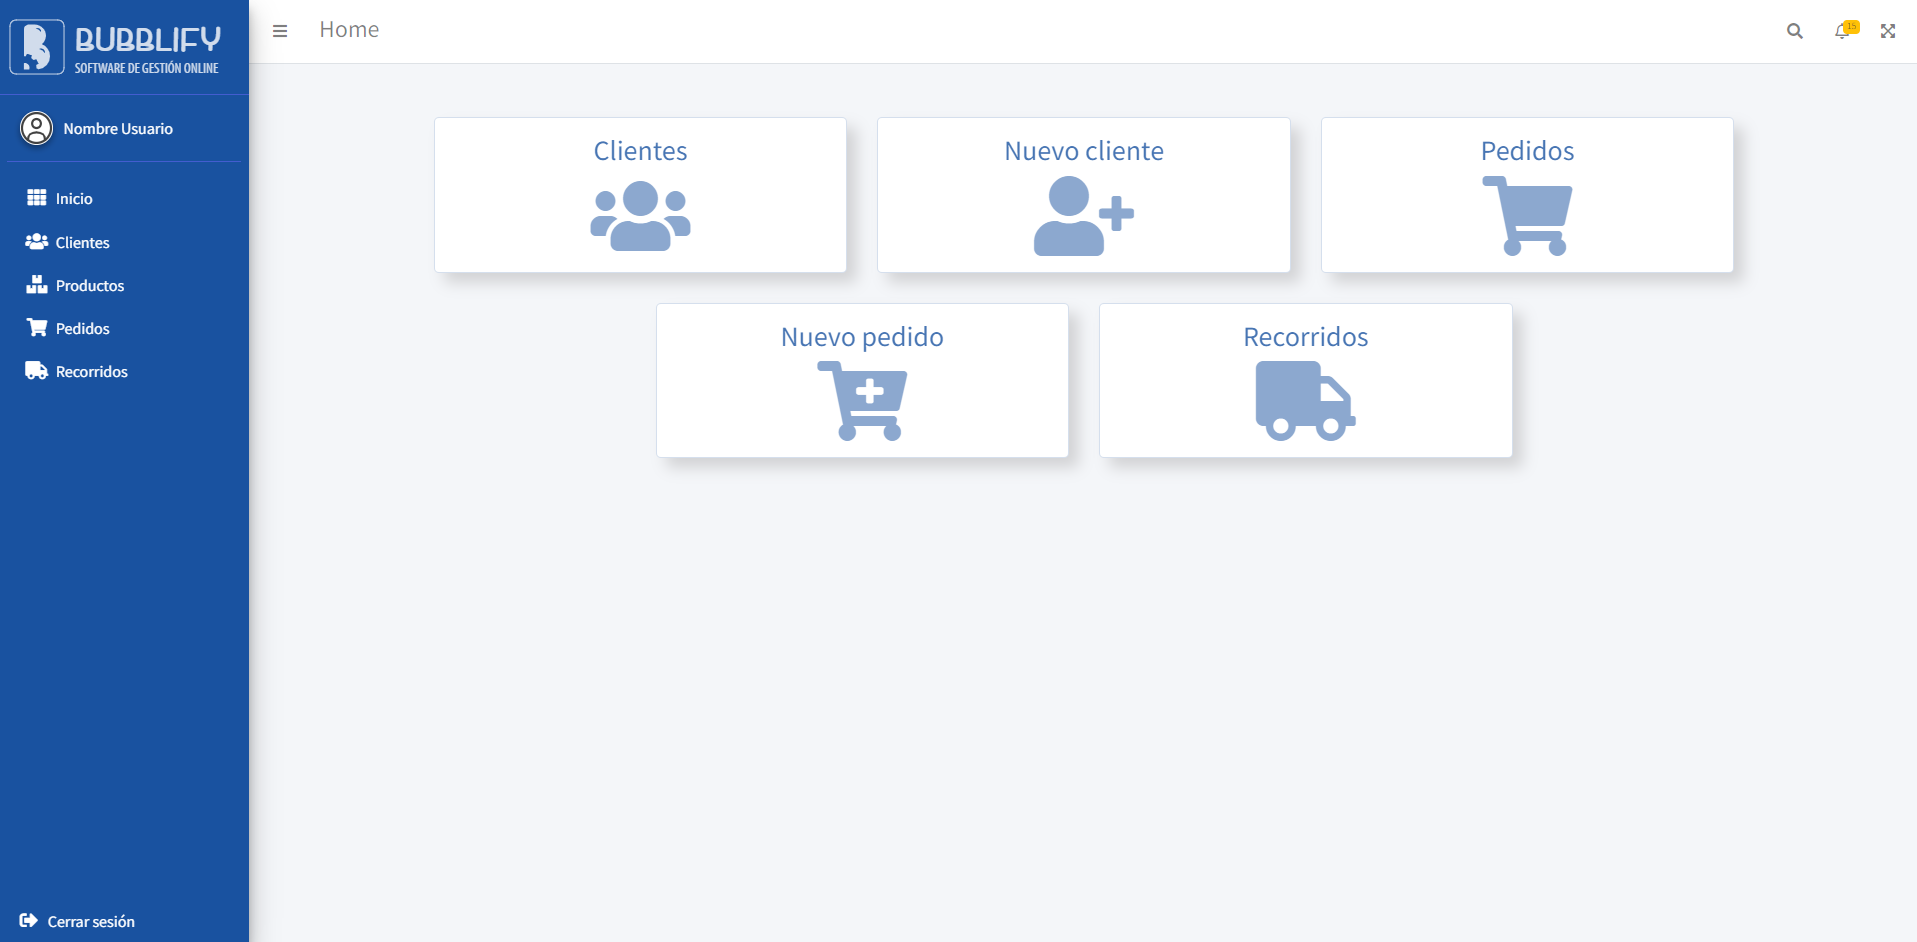 BUBBLIFY
SOFTWARE DE GESTIÓN ONLINE
Nombre Usuario
Inicio
Clientes
Productos
Pedidos
Recorridos
Cerrar sesión
Home
15
Clientes
Nuevo cliente
Pedidos
Nuevo pedido
Recorridos